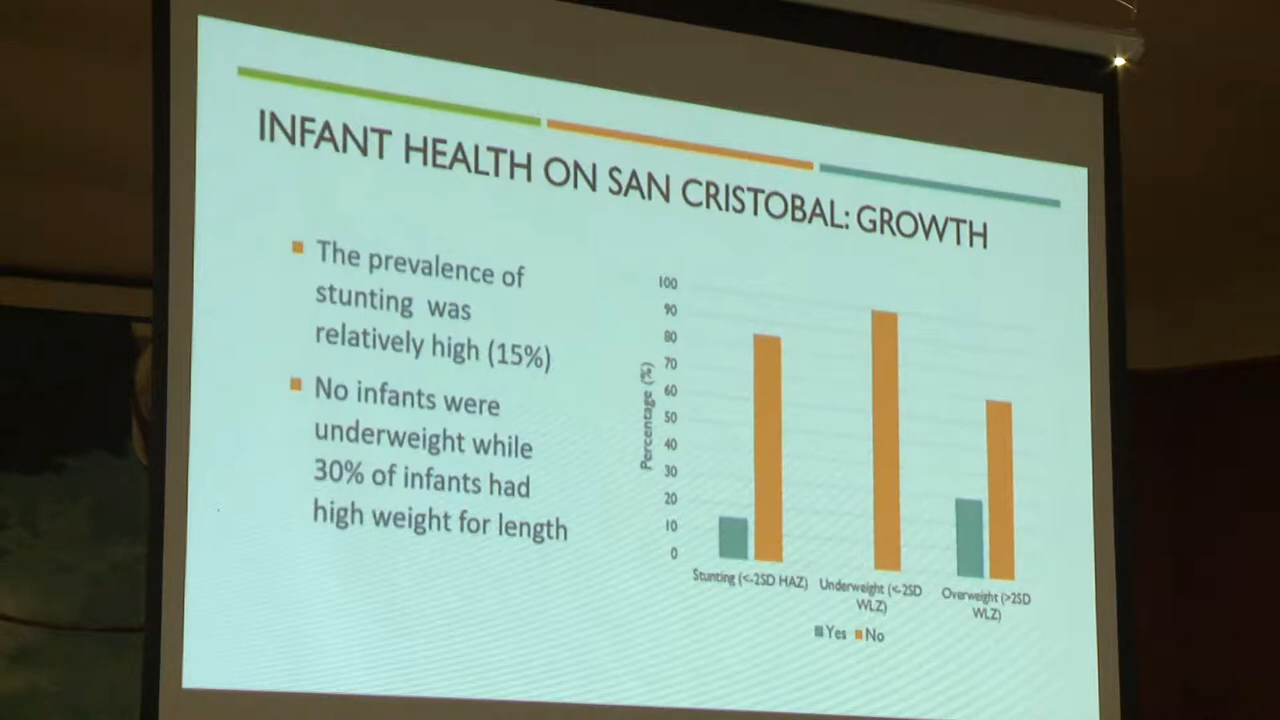 INFANT HEALTH ON SAN CRISTOBAL: GROWTH
The prevalence of
stunting was
relatively high (15%)
No infants were
underweight while
30% of infants had
high weight for length
Percentage (%)
100
90
80
70
60
50
40
30
20
10
0
Stunting (<-2SD HAZ)
Underweight (<-2SD
WLZ)
Overweight (>2SD
WLZ)
Yes No